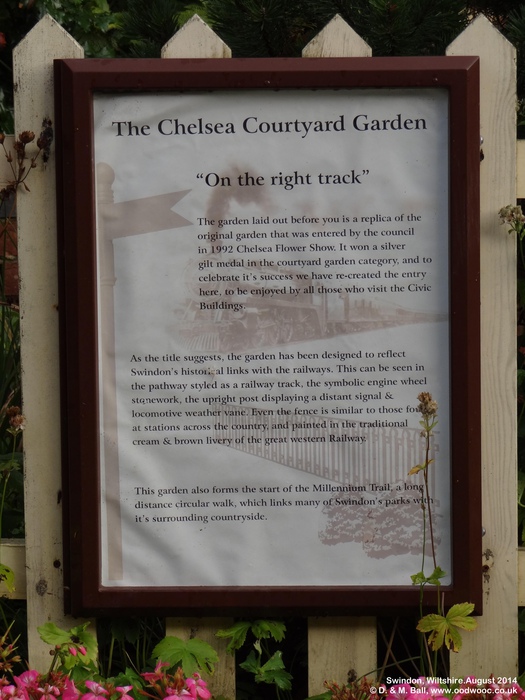 The Chelsea Courtyard Garden
“On the right track”
The garden laid out before you is a replica of the
original garden that was entered by the council
in 1992 Chelsea Flower Show. It won a silver
gilt medal in the courtyard garden category, and to
celebrate it's success we have re-created the entry
here, to be enjoyed by all those who visit the Civic
Buildings.
As the title suggests, the garden has been designed to reflect
Swindon's historical links with the railways. This can be seen in
the pathway styled as a railway track, the symbolic engine wheel
stonework, the upright post displaying a distant signal &
locomotive weather vane. Even the fence is similar to those found
at stations across the country, and painted in the traditional
cream & brown livery of the great western Railway.
This garden also forms the start of the Millennium Trail, a long
distance circular walk, which links many of Swindon's parks with
it's surrounding countryside.
Swindon, Wiltshire.August 2014
© D. & M. Ball, www.oodwooc.co.uk